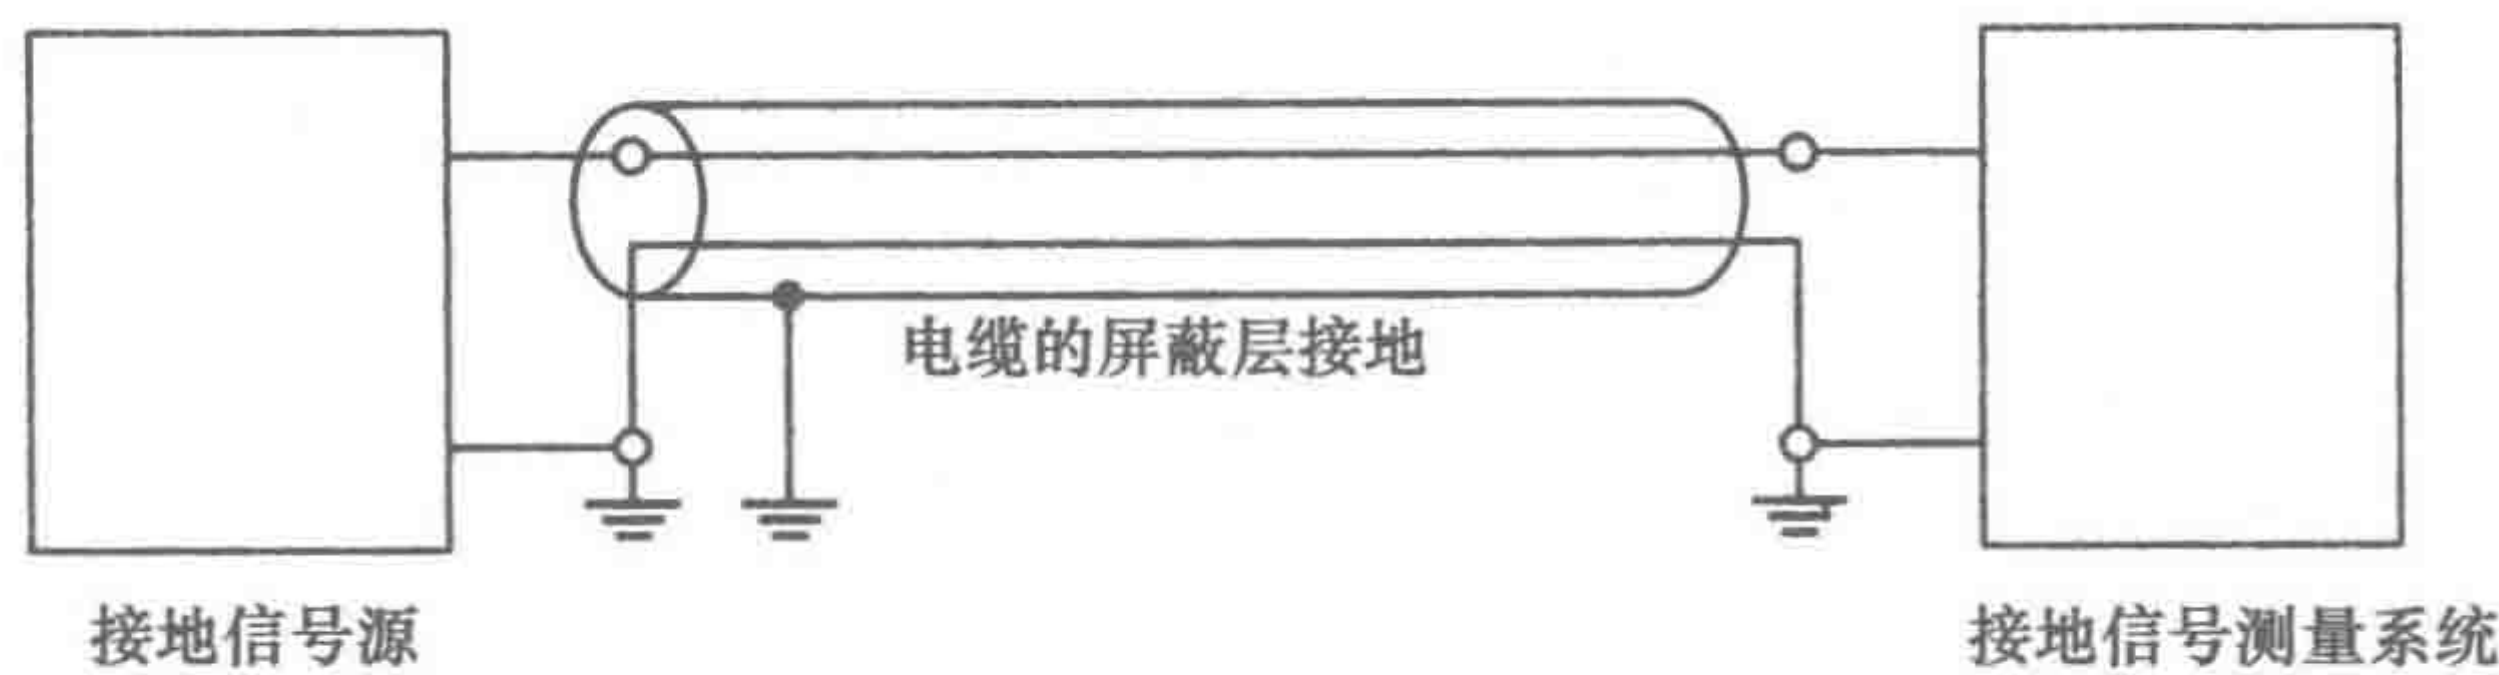 电缆的屏蔽层接地
接地信号源
接地信号测量系统